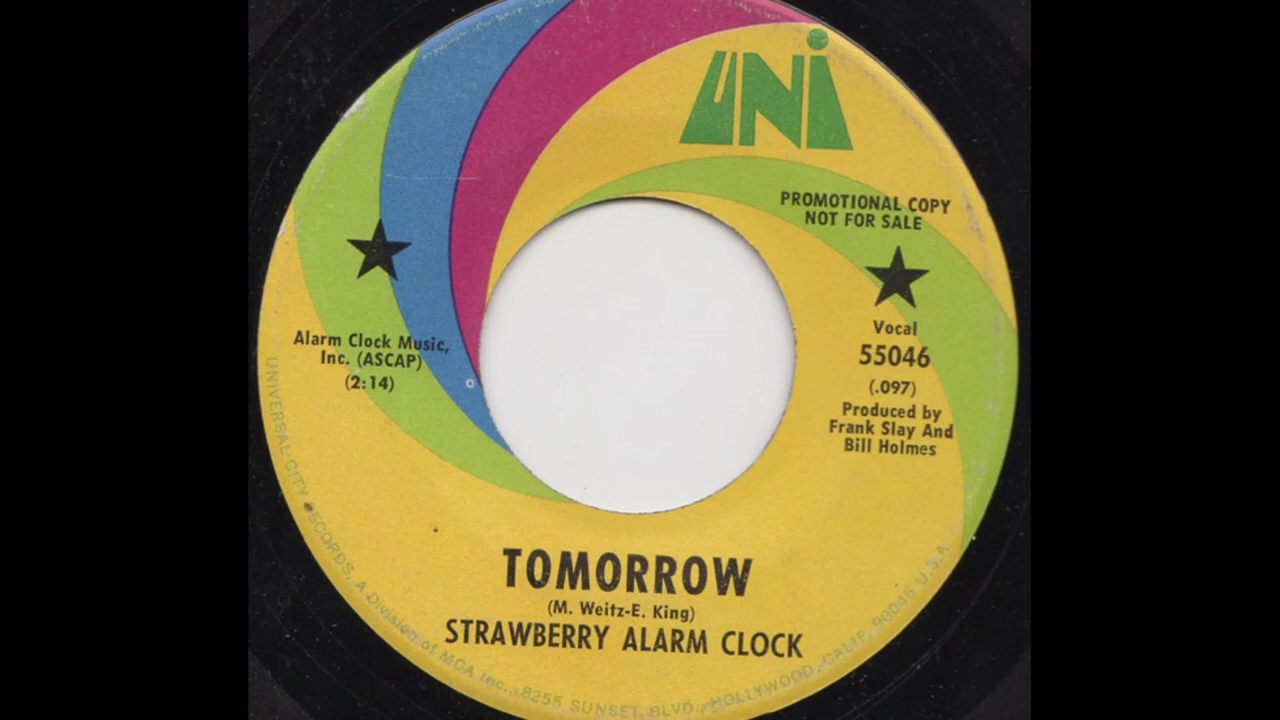 UNI
PROMOTIONAL COPY
NOT FOR SALE
Alarm Clock Music,
Inc. (ASCAP)
(2:14)
Vocal
55046
(.097)
Produced by
Frank Slay And
Bill Holmes
TOMORROW
(M. Weitz-E. King)
STRAWBERRY ALARM CLOCK
UNIVERSAL CITY RECORDS, A Division of MCA Inc., 8255 SUNSET BLVD., HOLLYWOOD, CALIF. 90046 U.S.A.